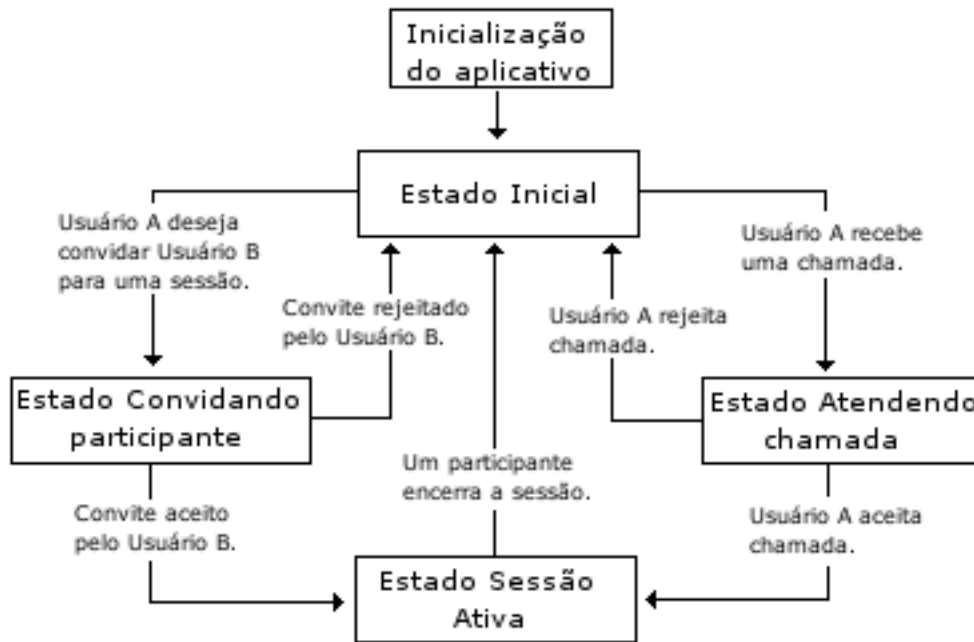 Inicialização
do aplicativo
Estado Inicial
Usuário A deseja
convidar Usuário B
para uma sessão.
Usuário A recebe
uma chamada.
Convite rejeitado
pelo Usuário B.
Usuário A rejeita
chamada.
Estado Convidando
participante
Estado Atendendo
chamada
Um participante
encerra a sessão.
Convite aceito
pelo Usuário B.
Usuário A aceita
chamada.
Estado Sessão
Ativa